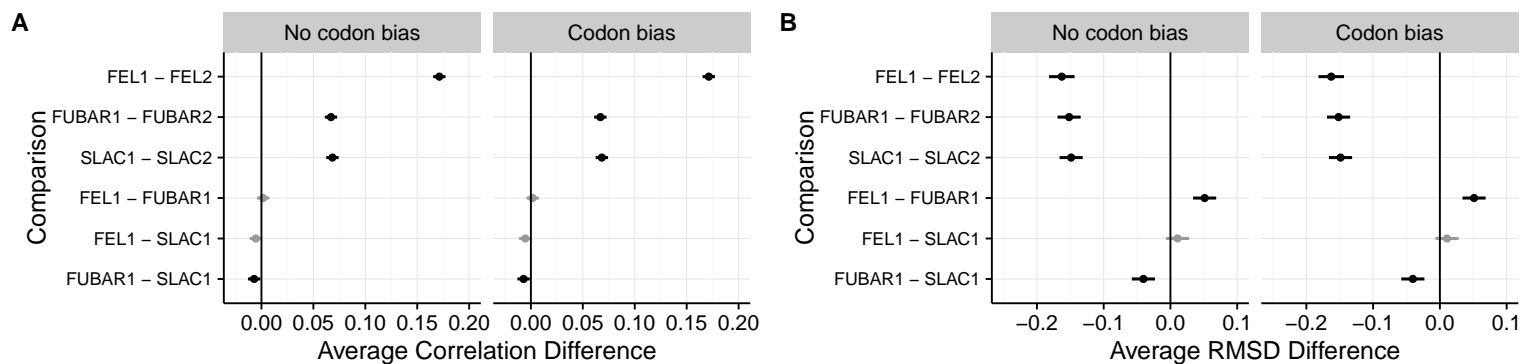 A
No codon bias
Codon bias
Comparison
FEL1 − FEL2
FUBAR1 − FUBAR2
SLAC1 − SLAC2
FEL1 − FUBAR1
FEL1 − SLAC1
FUBAR1 − SLAC1
0.00 0.05 0.10 0.15 0.20
0.00 0.05 0.10 0.15 0.20
Average Correlation Difference
B
No codon bias
Codon bias
Comparison
FEL1 − FEL2
FUBAR1 − FUBAR2
SLAC1 − SLAC2
FEL1 − FUBAR1
FEL1 − SLAC1
FUBAR1 − SLAC1
−0.2 −0.1 0.0 0.1
−0.2 −0.1 0.0 0.1
Average RMSD Difference